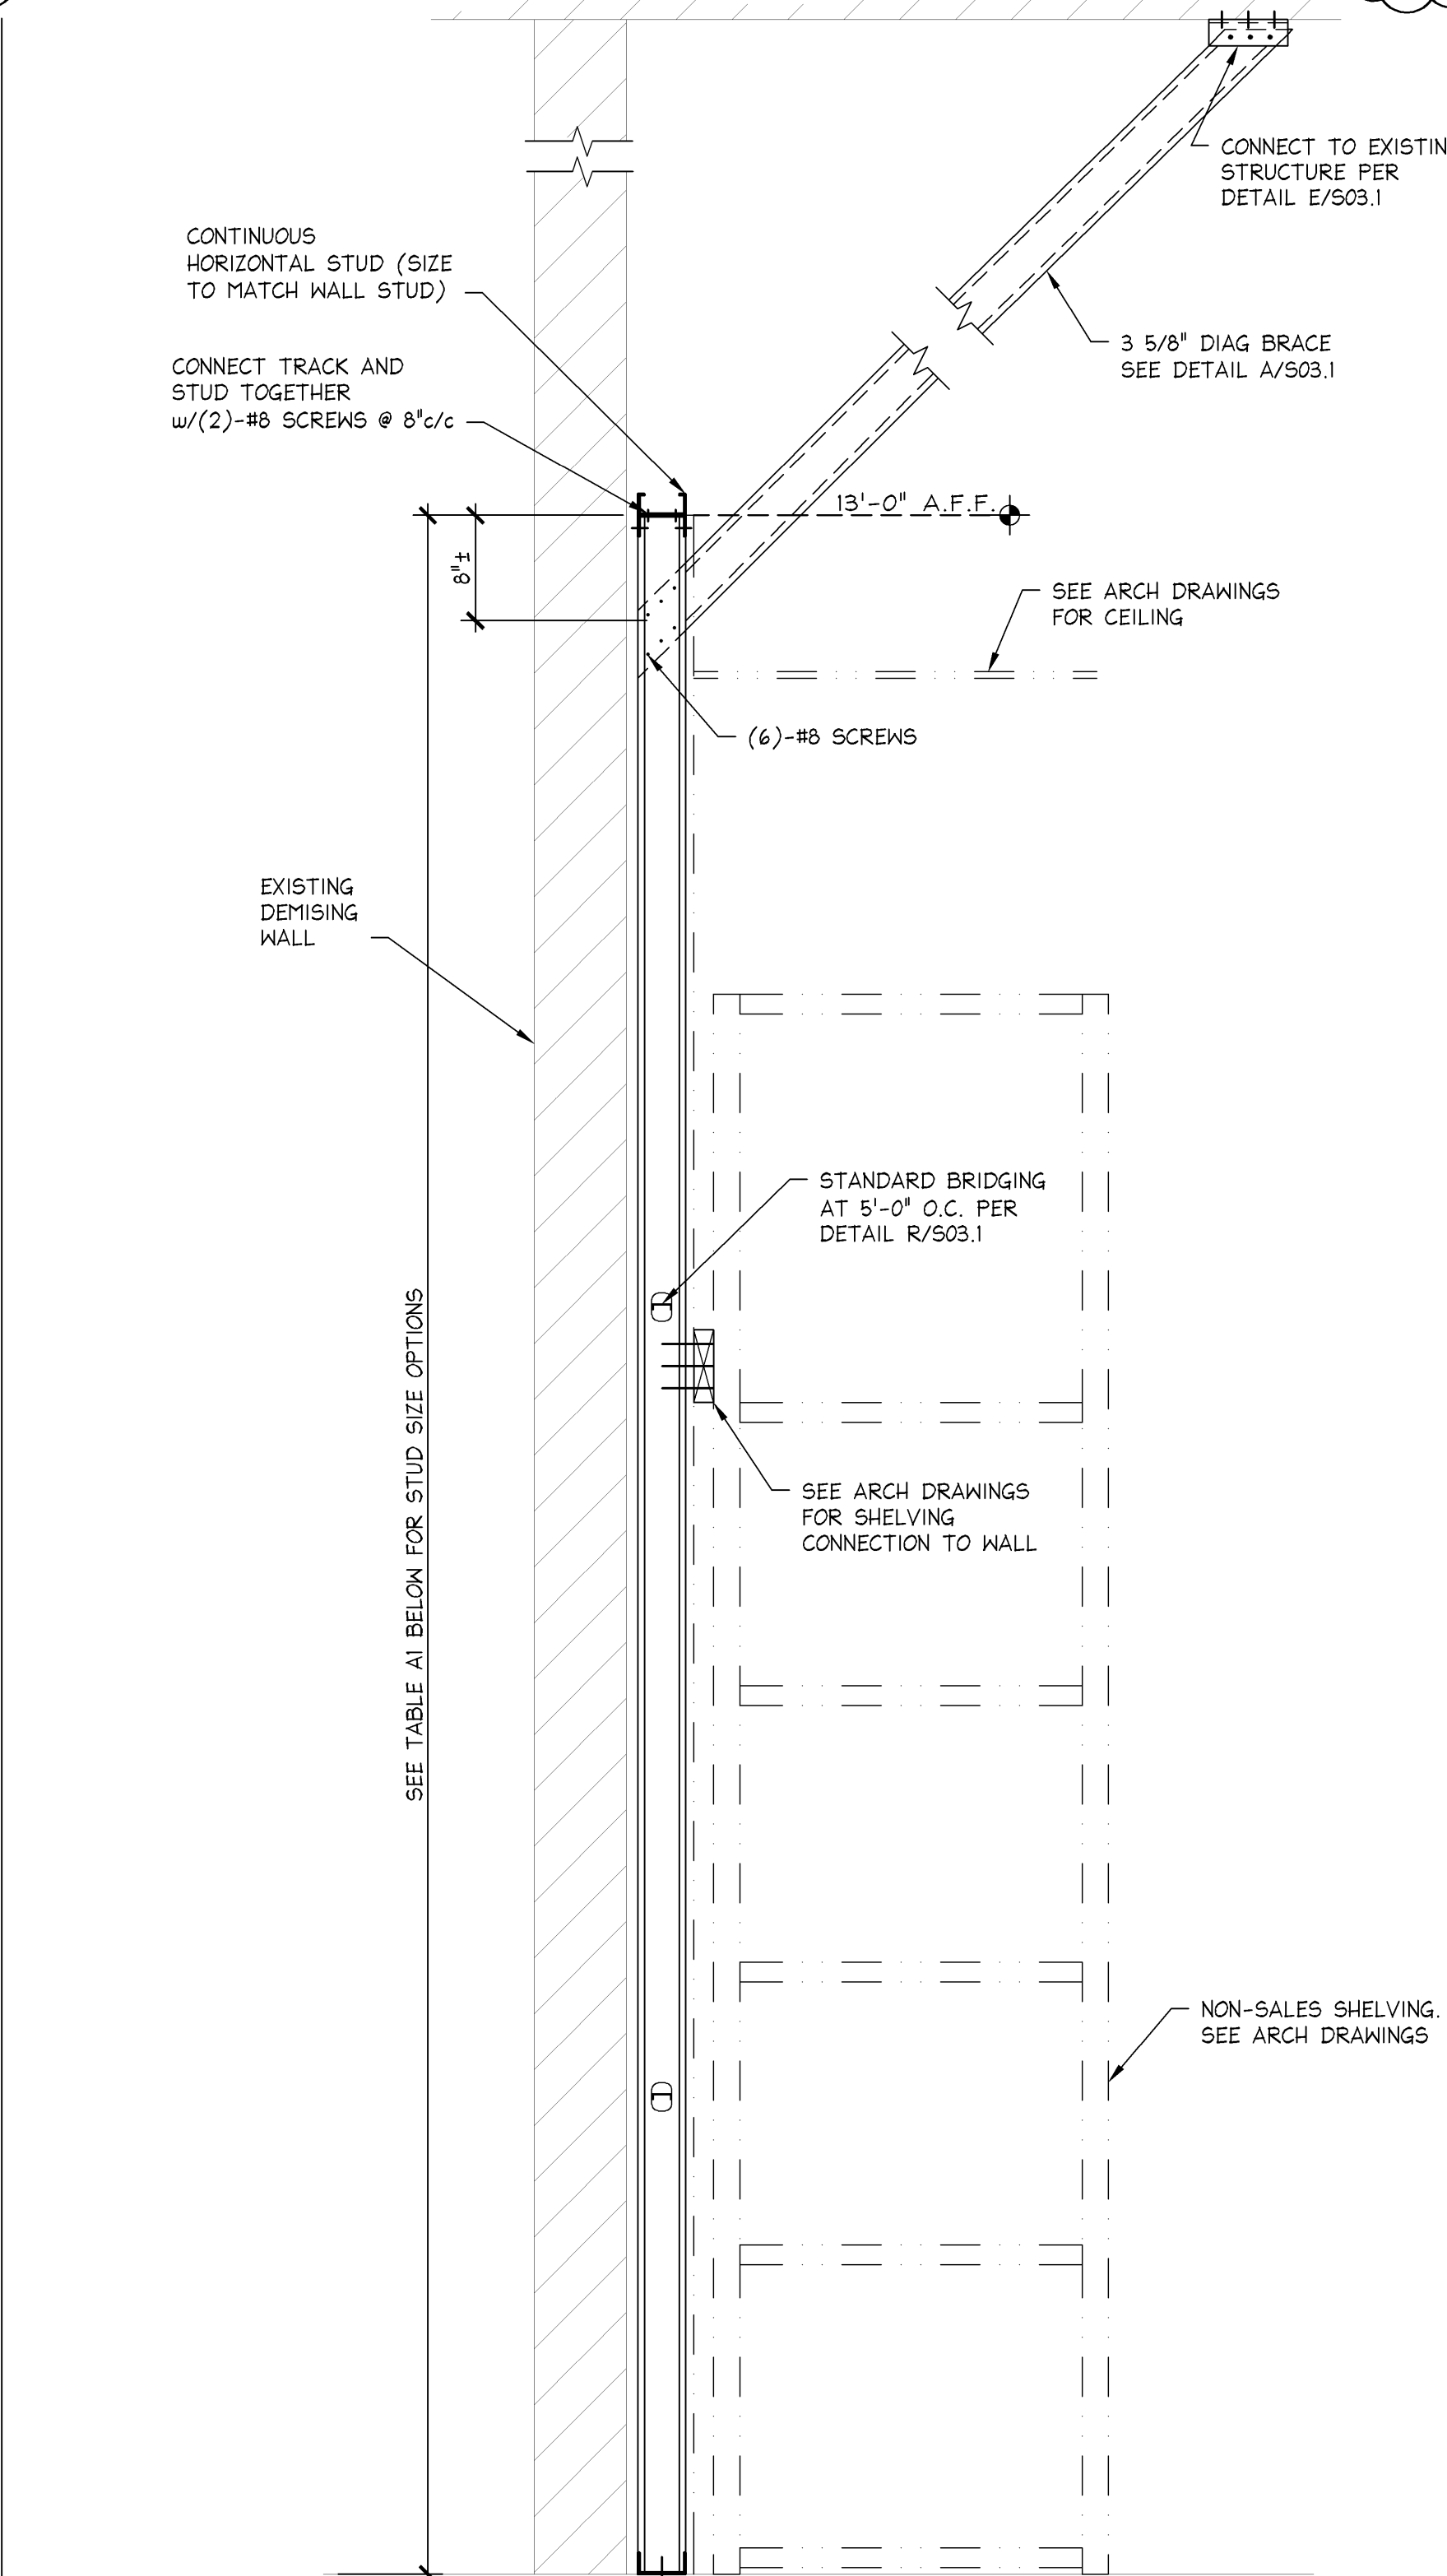 CONNECT TO EXISTIN
STRUCTURE PER
DETAIL E/S03.1
CONTINUOUS
HORIZONTAL STUD (SIZE
TO MATCH WALL STUD)
3 5/8" DIAG BRACE
SEE DETAIL A/S03.1
CONNECT TRACK AND
STUD TOGETHER
w/(2)-#8 SCREWS @ 8"c/c
13'-0" A.F.F.
8"±
SEE ARCH DRAWINGS
FOR CEILING
(6)-#8 SCREWS
EXISTING
DEMISING
WALL
STANDARD BRIDGING
AT 5'-0" O.C. PER
DETAIL R/S03.1
SEE TABLE A1 BELOW FOR STUD SIZE OPTIONS
SEE ARCH DRAWINGS
FOR SHELVING
CONNECTION TO WALL
NON-SALES SHELVING.
SEE ARCH DRAWINGS